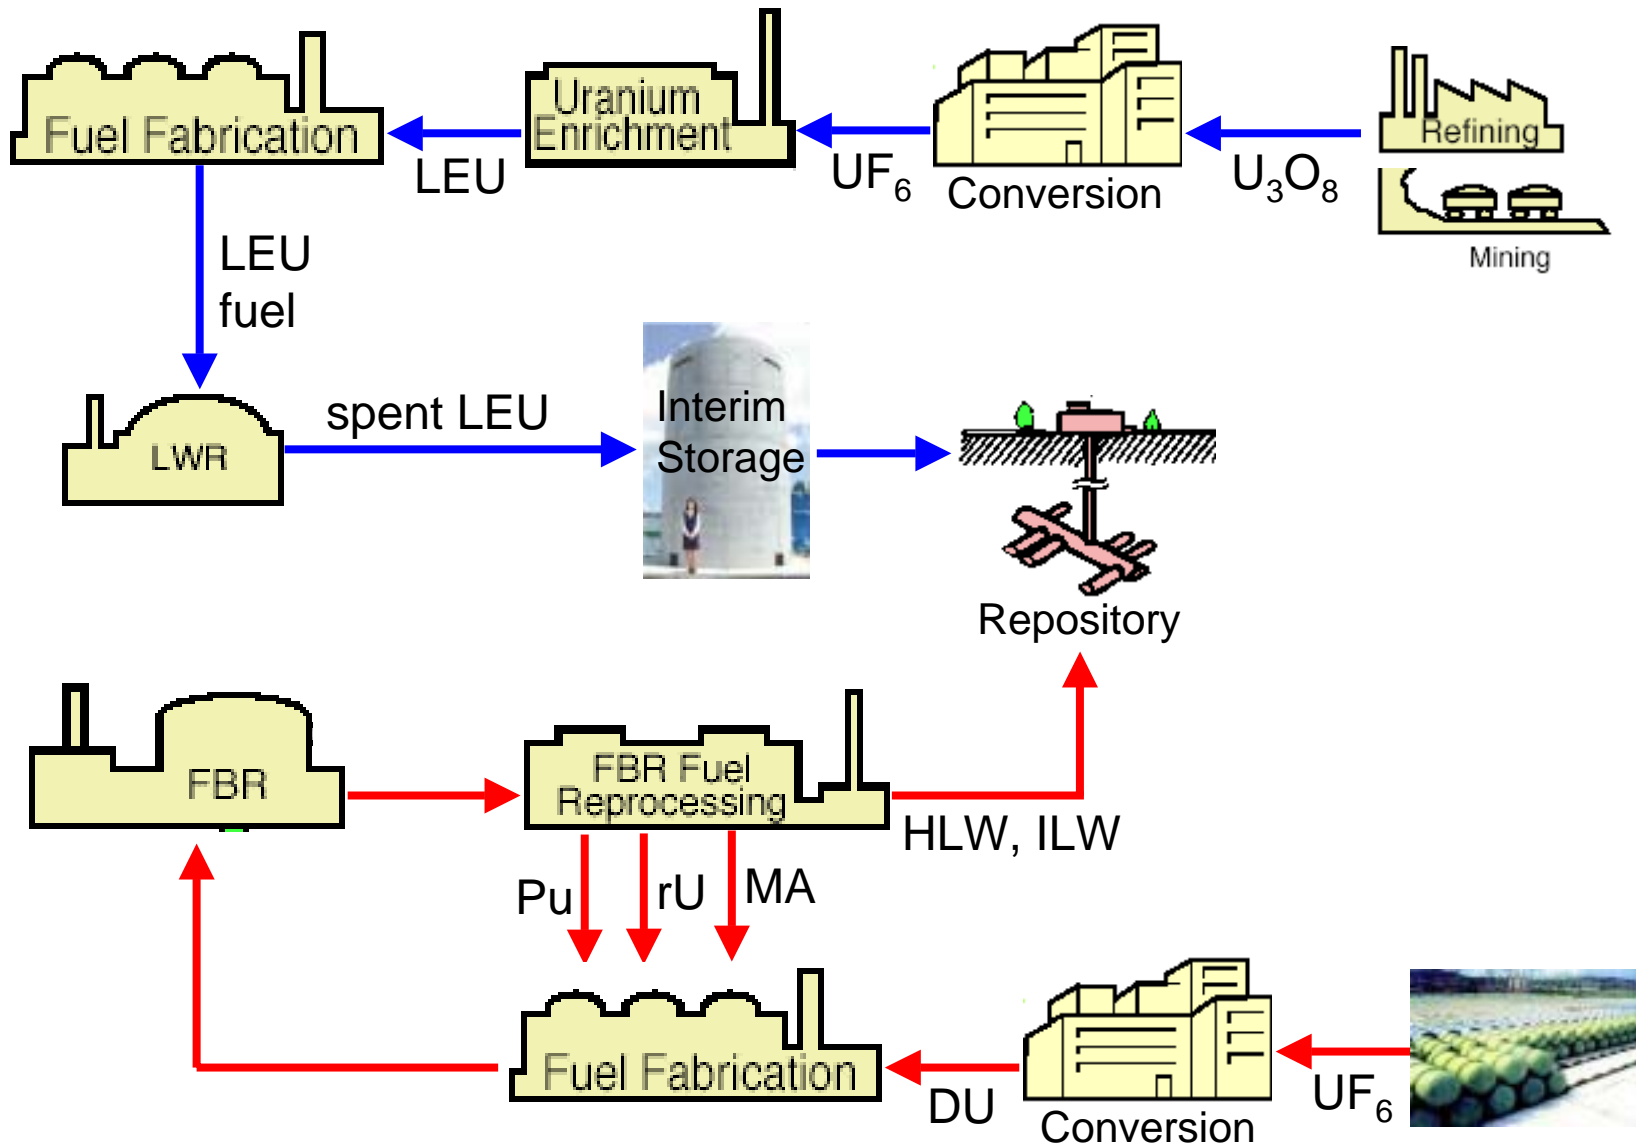 Fuel Fabrication
Uranium
Enrichment
Conversion
Refining
Mining
LEU
UF₆
U₃O₈
LEU
fuel
LWR
spent LEU
Interim
Storage
Repository
FBR
FBR Fuel
Reprocessing
HLW, ILW
Pu
rU
MA
Fuel Fabrication
DU
Conversion
UF₆